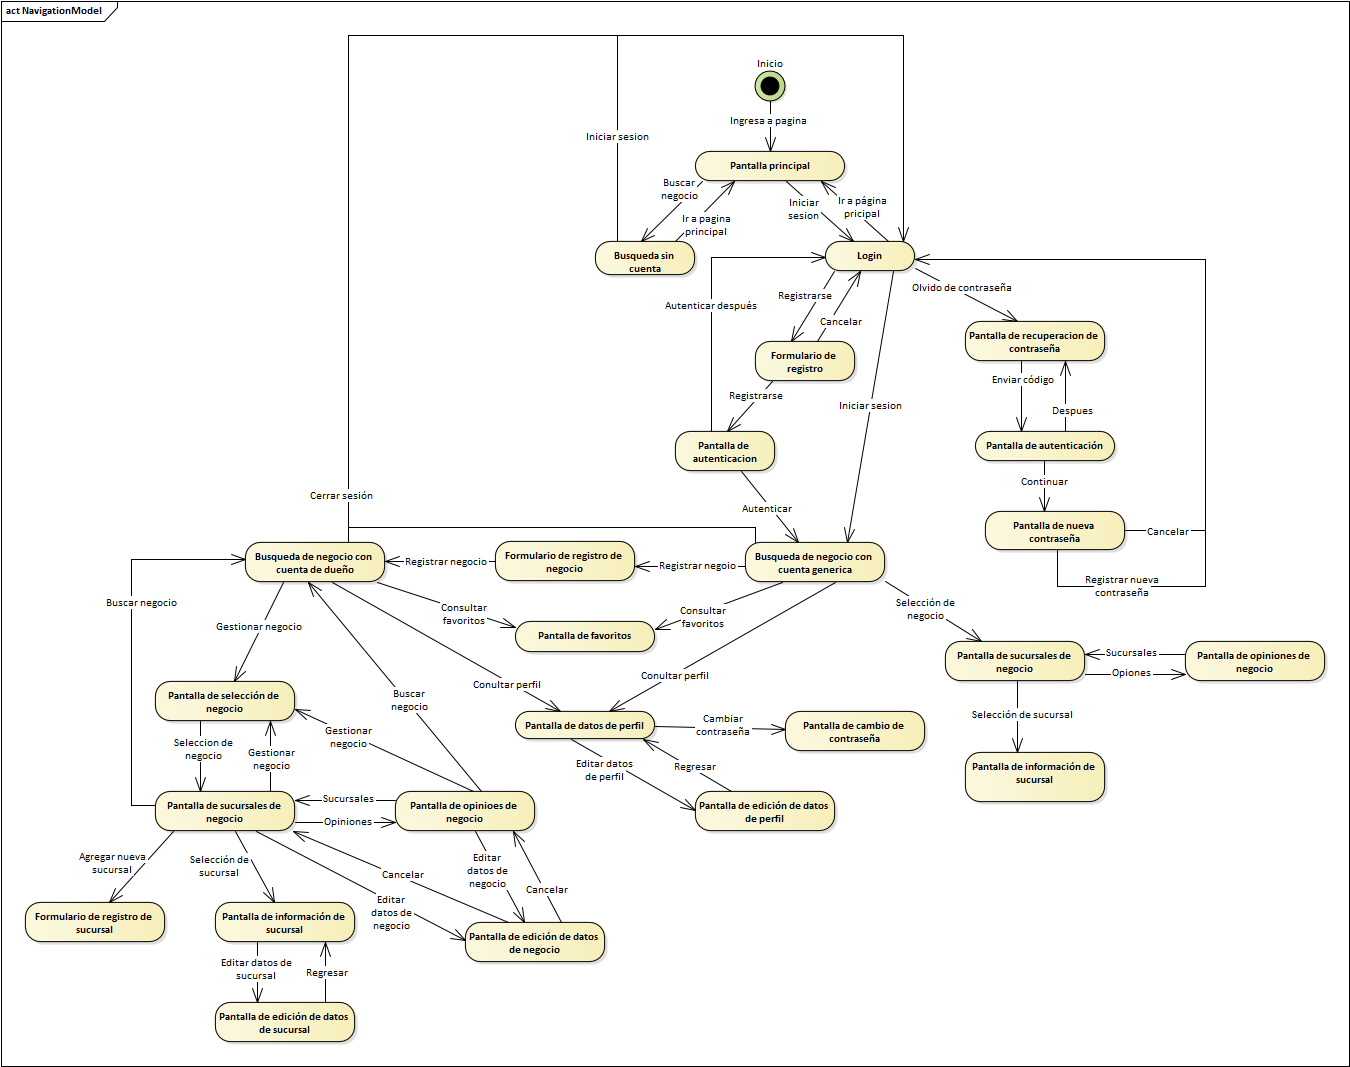 act NavigationModel
Inicio
Ingresa a pagina
Iniciar sesion
Pantalla principal
Buscar
negocio
Ir a pagina
principal
Iniciar
sesion
Ir a página
pricipal
Busqueda sin
cuenta
Login
Autenticar después
Registrarse
Cancelar
Olvido de contraseña
Pantalla de recuperacion de
contraseña
Formulario de
registro
Enviar código
Despues
Registrarse
Iniciar sesion
Pantalla de
autenticacion
Pantalla de autenticación
Continuar
Cerrar sesión
Autenticar
Pantalla de nueva
contraseña
Cancelar
Registrar nueva
contraseña
Busqueda de negocio con
cuenta de dueño
Registrar negocio
Formulario de registro de
negocio
Registrar negoio
Busqueda de negocio con
cuenta generica
Buscar negocio
Gestionar negocio
Consultar
favoritos
Pantalla de favoritos
Consultar
favoritos
Selección de
negocio
Pantalla de sucursales de
negocio
Sucursales
Opiones
Pantalla de opiniones de
negocio
Conultar perfil
Conultar perfil
Pantalla de selección de
negocio
Buscar
negocio
Selección de sucursal
Pantalla de datos de perfil
Cambiar
contraseña
Pantalla de cambio de
contraseña
Seleccion de
negocio
Gestionar
negocio
Gestionar
negocio
Editar datos
de perfil
Regresar
Pantalla de información de
sucursal
Pantalla de sucursales de
negocio
Sucursales
Opiniones
Pantalla de opinioes de
negocio
Pantalla de edición de datos
de perfil
Agregar nueva
sucursal
Selección de
sucursal
Cancelar
Editar
datos de
negocio
Editar
datos de
negocio
Cancelar
Formulario de registro de
sucursal
Pantalla de información de
sucursal
Pantalla de edición de datos
de negocio
Editar datos de
sucursal
Regresar
Pantalla de edición de datos
de sucursal